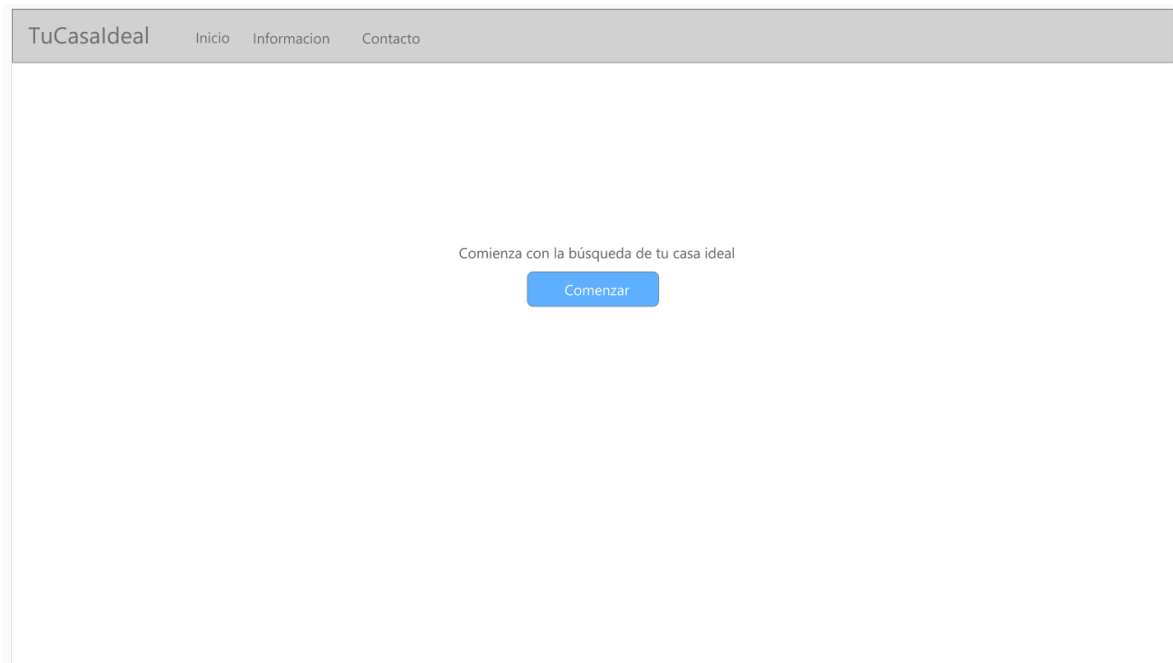 TuCasaIdeal Inicio Informacion Contacto
Comienza con la búsqueda de tu casa ideal
Comenzar